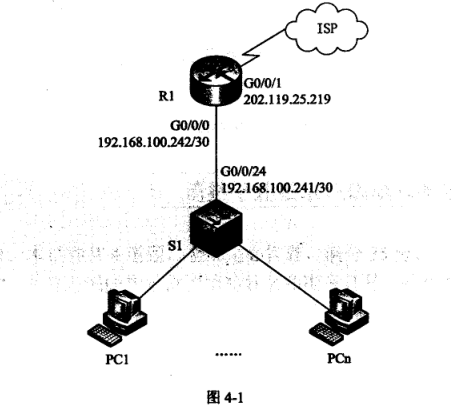 ISP
R1
G0/0/1
202.119.25.219
G0/0/0
192.168.100.242/30
G0/0/24
192.168.100.241/30
S1
PC1
……
PCn
图 4-1